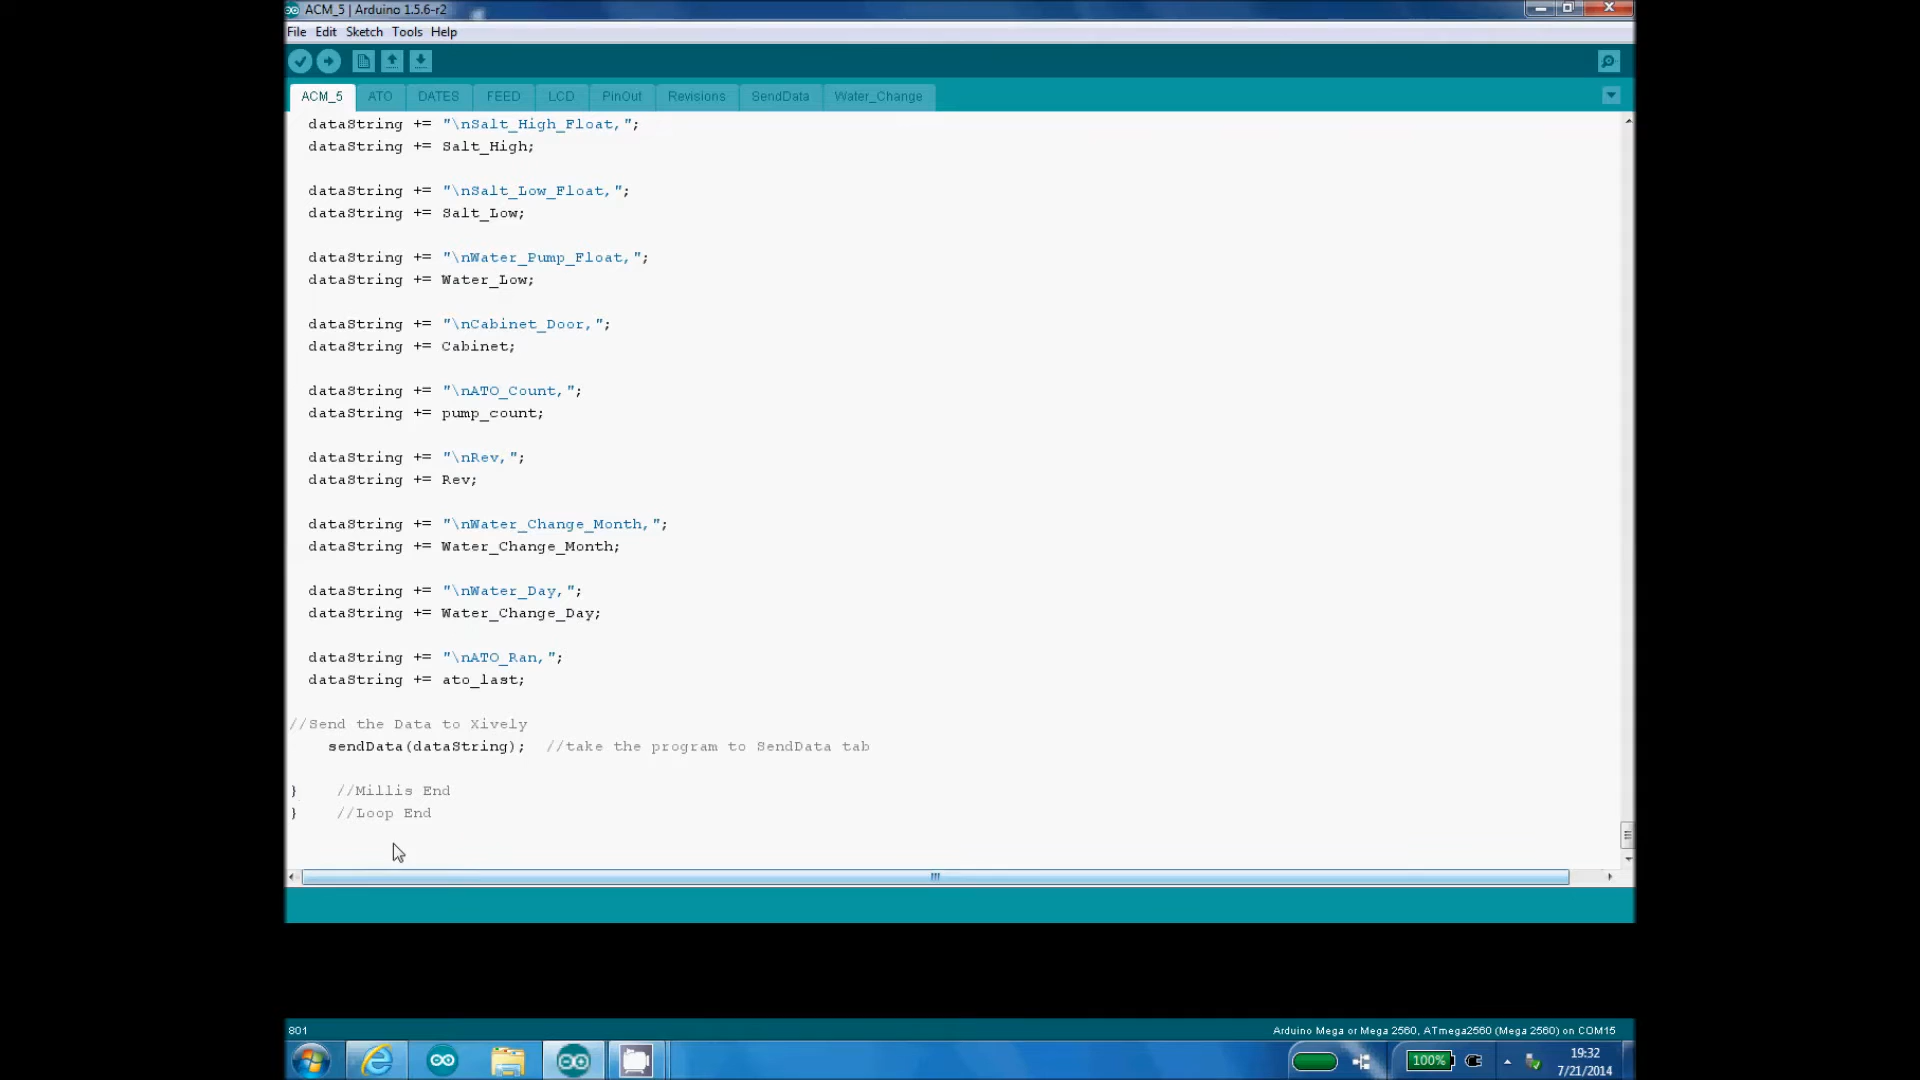 ACM_5 | Arduino 1.5.6-r2
File Edit Sketch Tools Help
ACM_5 ATO DATES FEED LCD PinOut Revisions SendData Water_Change
dataString += "\nSalt_High_Float,";
dataString += Salt_High;
dataString += "\nSalt_Low_Float,";
dataString += Salt_Low;
dataString += "\nWater_Pump_Float,";
dataString += Water_Low;
dataString += "\nCabinet_Door,";
dataString += Cabinet;
dataString += "\nATO_Count,";
dataString += pump_count;
dataString += "\nRev,";
dataString += Rev;
dataString += "\nWater_Change_Month,";
dataString += Water_Change_Month;
dataString += "\nWater_Day,";
dataString += Water_Change_Day;
dataString += "\nATO_Ran,";
dataString += ato_last;
//Send the Data to Xively
sendData(dataString); //take the program to SendData tab
} //Millis End
} //Loop End
801 Arduino Mega or Mega 2560, ATmega2560 (Mega 2560) on COM15
100% 19:32
7/21/2014